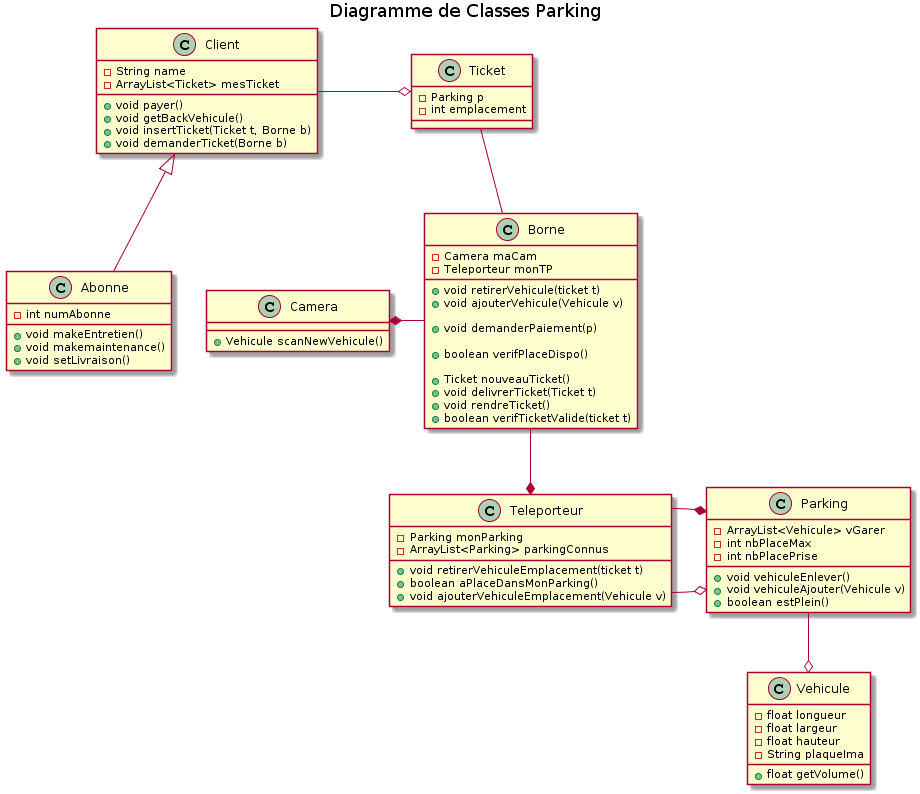 Diagramme de Classes Parking
C Client
String name
ArrayList<Ticket> mesTicket
void payer()
void getBackVehicule()
void insertTicket(Ticket t, Borne b)
void demanderTicket(Borne b)
C Ticket
Parking p
int emplacement
C Borne
Camera maCam
Teleporteur monTP
void retirerVehicule(ticket t)
void ajouterVehicule(Vehicule v)
void demanderPaiement(p)
boolean verifPlaceDispo()
Ticket nouveauTicket()
void delivrerTicket(Ticket t)
void rendreTicket()
boolean verifTicketValide(ticket t)
C Abonne
int numAbonne
void makeEntretien()
void makemaintenance()
void setLivraison()
C Camera
Vehicule scanNewVehicule()
C Teleporteur
Parking monParking
ArrayList<Parking> parkingConnus
void retirerVehiculeEmplacement(ticket t)
boolean aPlaceDansMonParking()
void ajouterVehiculeEmplacement(Vehicule v)
C Parking
ArrayList<Vehicule> vGarer
int nbPlaceMax
int nbPlacePrise
void vehiculeEnlever()
void vehiculeAjouter(Vehicule v)
boolean estPlein()
C Vehicule
float longueur
float largeur
float hauteur
String plaqueIma
float getVolume()